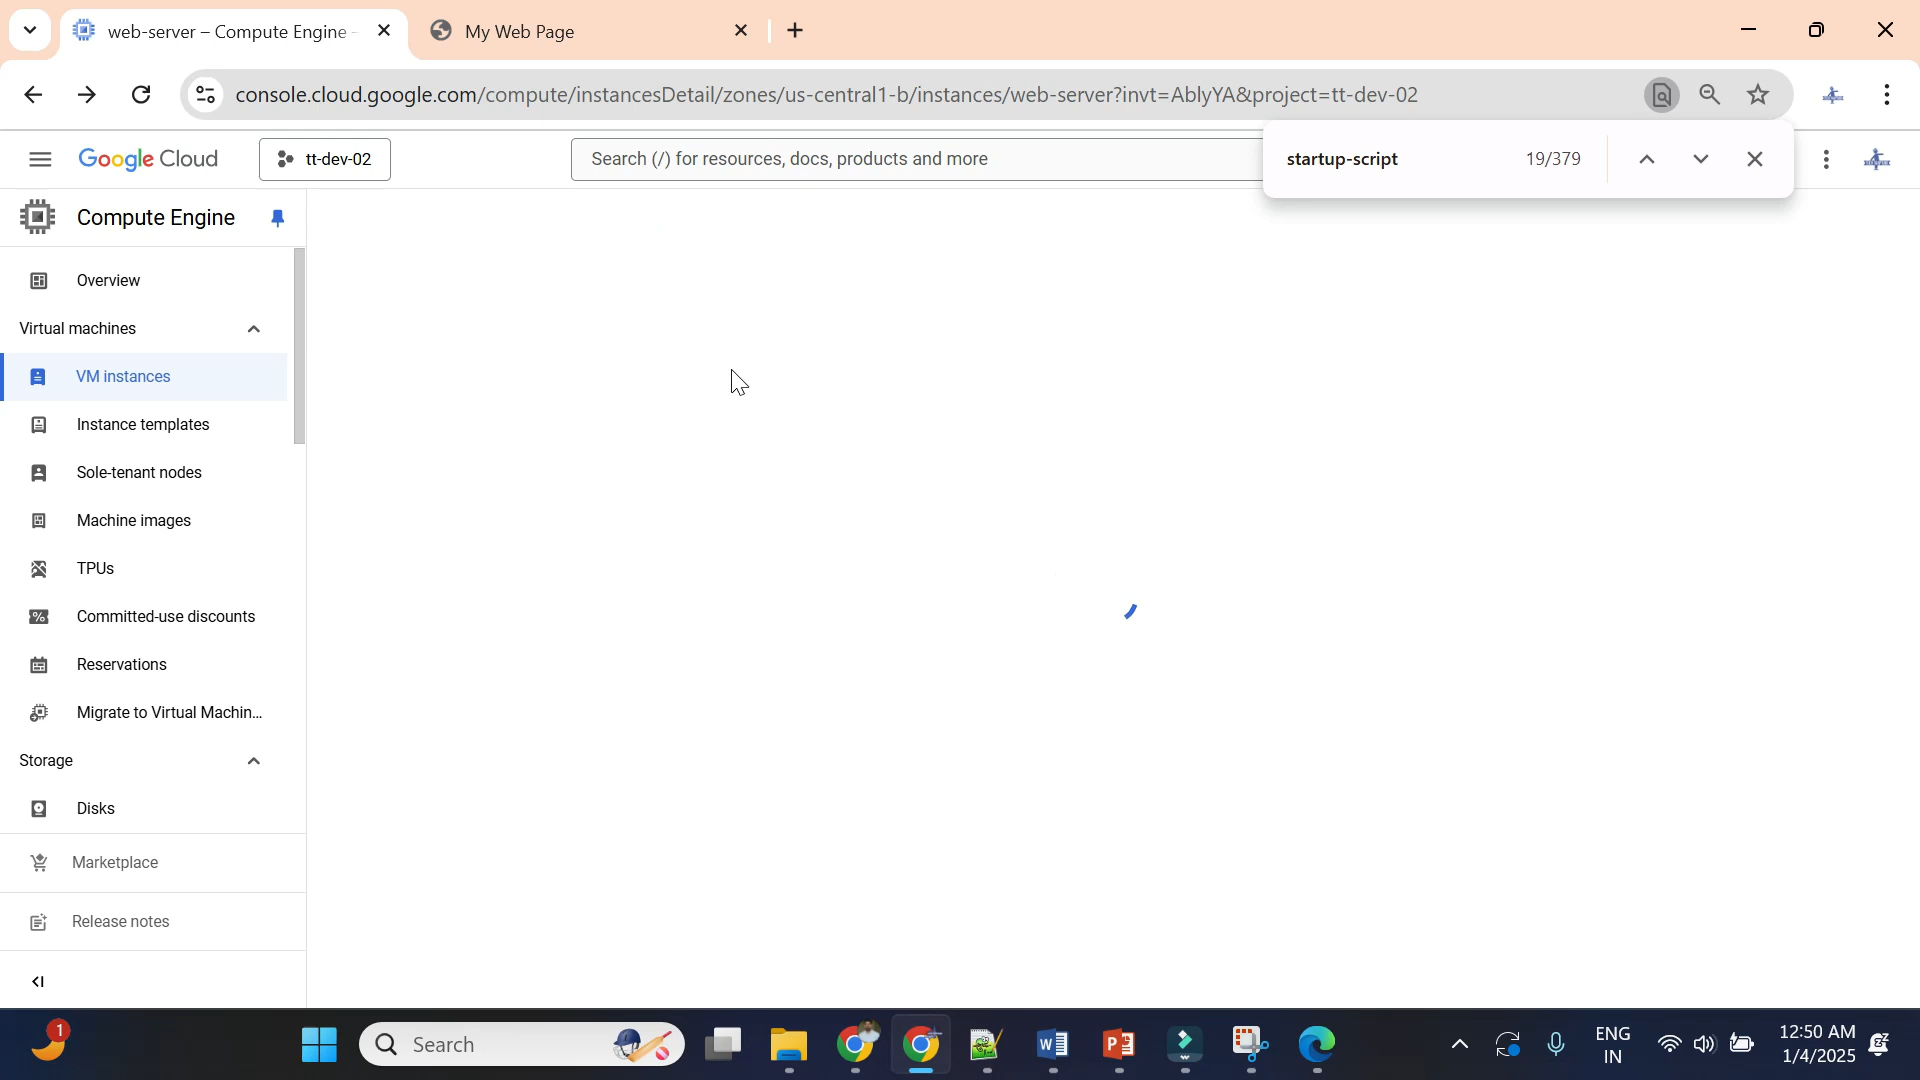 web-server – Compute Engine -
My Web Page
console.cloud.google.com/compute/instancesDetail/zones/us-central1-b/instances/web-server?invt=AblyYA&project=tt-dev-02
Google Cloud
tt-dev-02
Search (/) for resources, docs, products and more
startup-script
19/379
Compute Engine
Overview
Virtual machines
VM instances
Instance templates
Sole-tenant nodes
Machine images
TPUs
Committed-use discounts
Reservations
Migrate to Virtual Machin...
Storage
Disks
Marketplace
Release notes
1
Search
ENG
IN
12:50 AM
1/4/2025